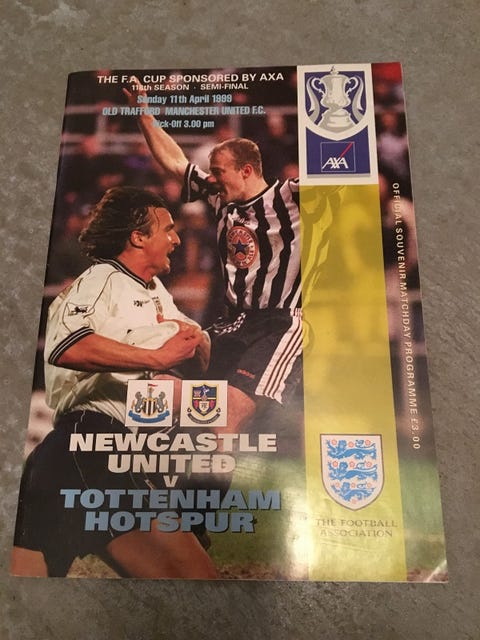 THE F.A. CUP SPONSORED BY AXA
118th SEASON · SEMI-FINAL
Sunday 11th April 1999
OLD TRAFFORD MANCHESTER UNITED F.C.
Kick-Off 3.00 pm
AXA
OFFICIAL SOUVENIR MATCHDAY PROGRAMME £3.00
NEWCASTLE
UNITED
V
TOTTENHAM
HOTSPUR
THE FOOTBALL
ASSOCIATION